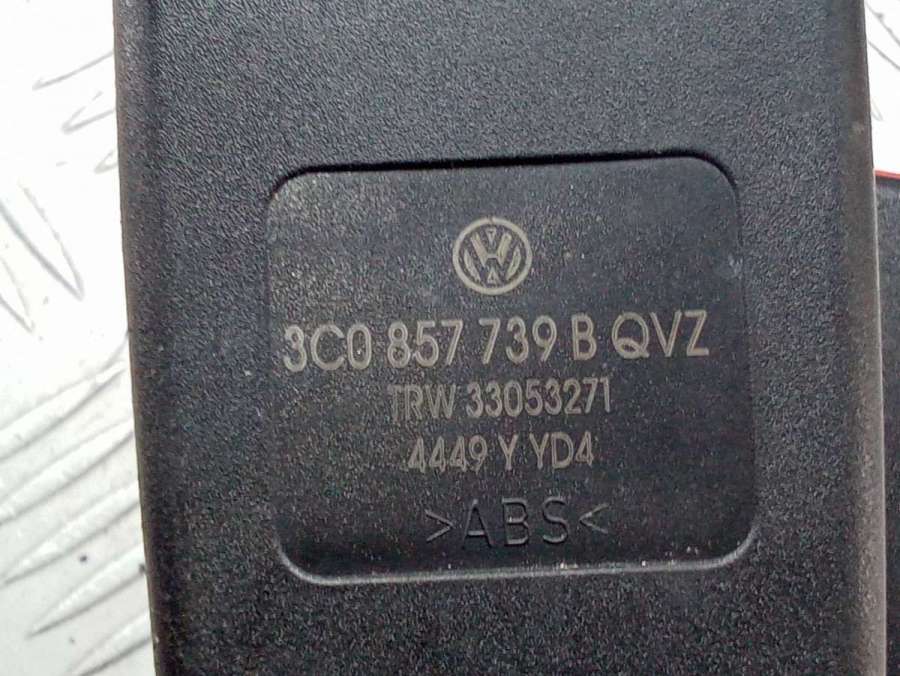 3C0 857 739 B QVZ
TRW 33053271
4449 Y YD4
>ABS<